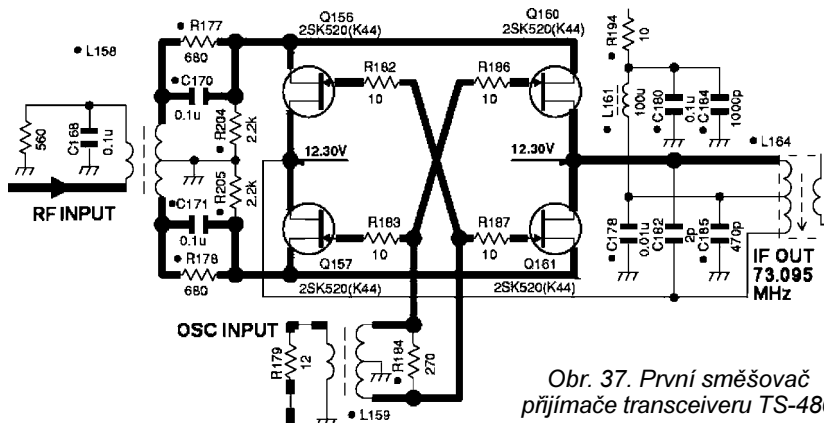 R177
680
L158
C170
0.1u
R204
2.2k
560
C168
0.1u
R205
2.2k
RF INPUT
C171
0.1u
R178
680
Q156
2SK520(K44)
R182
10
12.30V
R183
10
Q157
2SK520(K44)
Q160
2SK520(K44)
R186
10
12.30V
R187
10
Q161
2SK520(K44)
R194
10
L161
100u
C180
0.1u
C184
1000p
L164
C178
0.01u
C182
2p
C185
470p
IF OUT
73.095
MHz
OSC INPUT
R179
12
R184
270
L159
Obr. 37. První směšovač
přijímače transceiveru TS-480